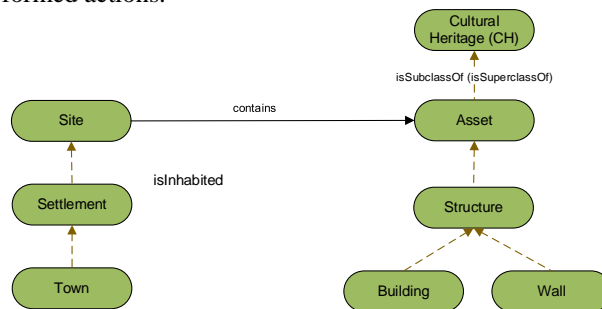 formed actions.
Cultural
Heritage (CH)
isSubclassOf (isSuperclassOf)
contains
Site
Asset
isInhabited
Settlement
Structure
Town
Building
Wall